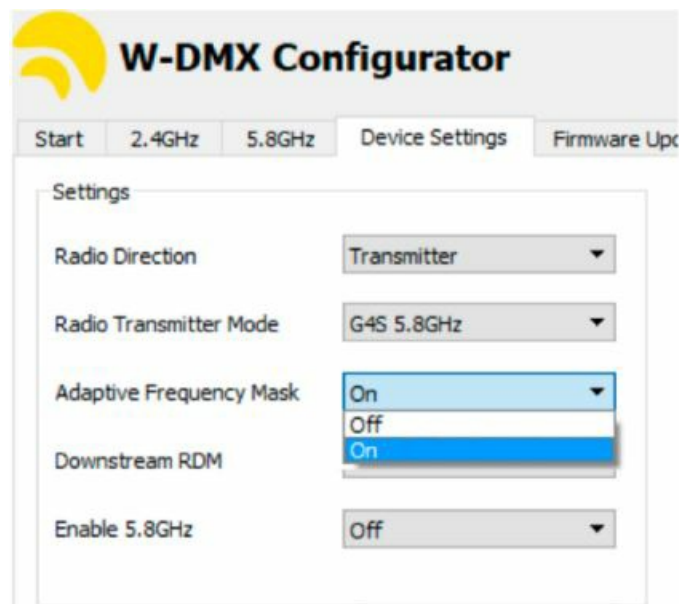 W-DMX Configurator
Start 2.4GHz 5.8GHz Device Settings Firmware
Settings
Radio Direction Transmitter
Radio Transmitter Mode G4S 5.8GHz
Adaptive Frequency Mask On
Off
On
Downstream RDM
Enable 5.8GHz Off